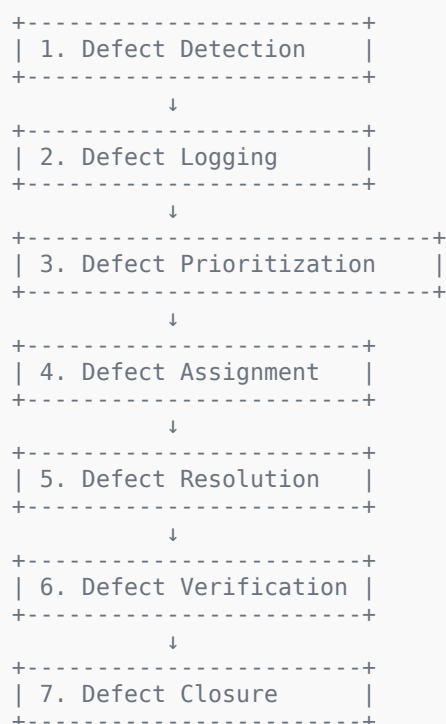 +------------------------+
| 1. Defect Detection    |
+------------------------+
           ↓
+------------------------+
| 2. Defect Logging      |
+------------------------+
           ↓
+-----------------------------+
| 3. Defect Prioritization    |
+-----------------------------+
           ↓
+------------------------+
| 4. Defect Assignment   |
+------------------------+
           ↓
+------------------------+
| 5. Defect Resolution   |
+------------------------+
           ↓
+------------------------+
| 6. Defect Verification |
+------------------------+
           ↓
+------------------------+
| 7. Defect Closure      |
+------------------------+